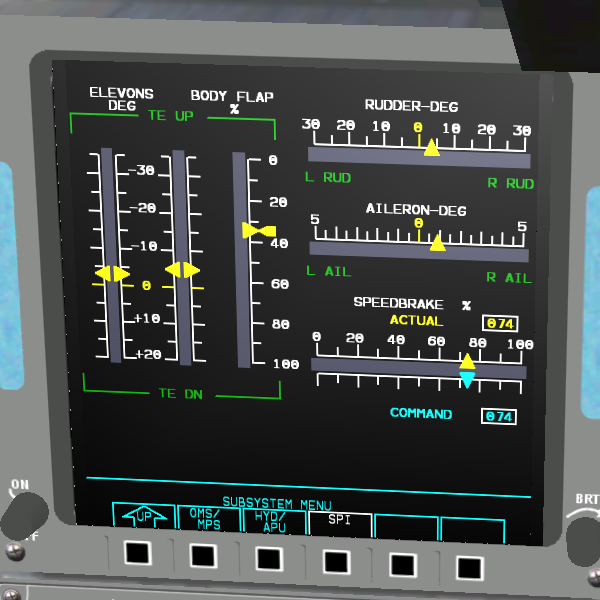 ELEVONS
DEG
BODY FLAP
%
TE UP
-30
-20
-10
0
+10
+20
0
20
40
60
80
100
TE DN
RUDDER-DEG
30 20 10 0 10 20 30
L RUD R RUD
AILERON-DEG
5 0 5
L AIL R AIL
SPEEDBRAKE %
ACTUAL 074
0 20 40 60 80 100
COMMAND 074
SUBSYSTEM MENU
UP
OMS/
MPS
HYD/
APU
SPI
ON
BRT